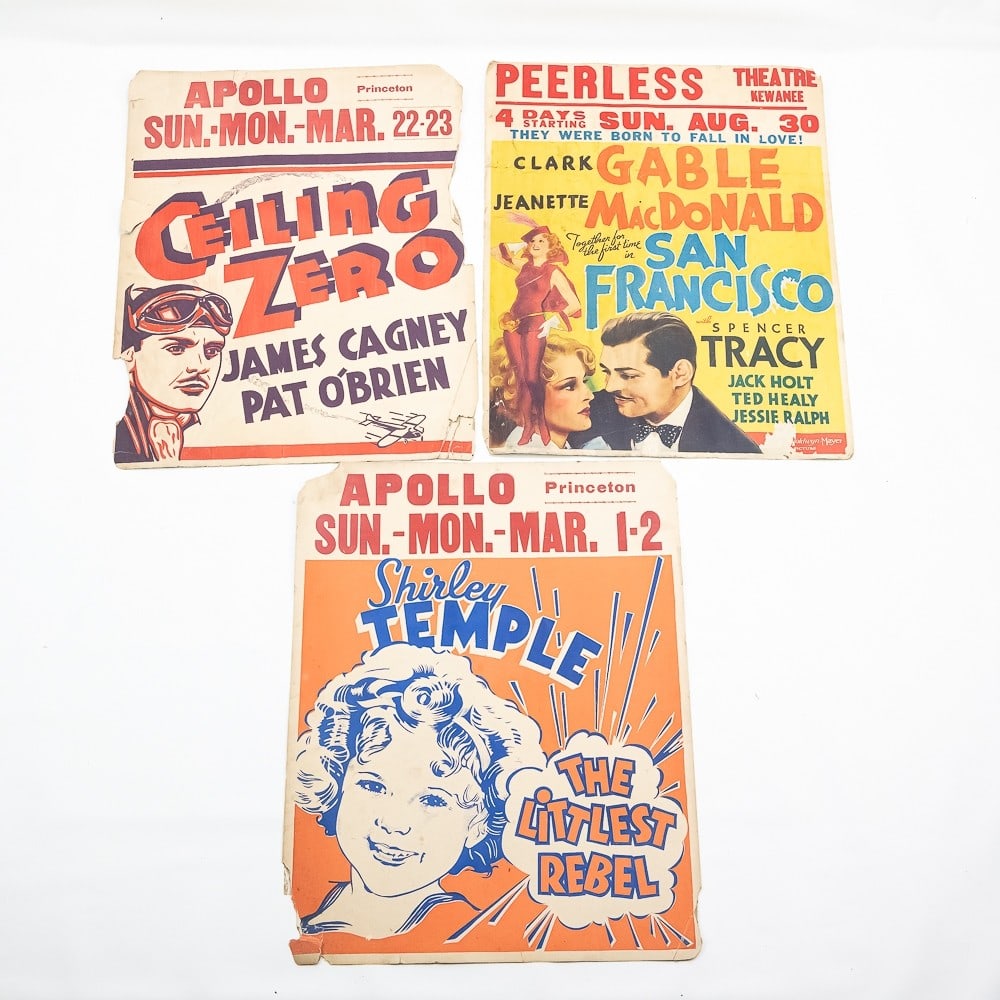 APOLLO Princeton
SUN.-MON.-MAR. 22-23
CEILING
ZERO
JAMES CAGNEY
PAT O'BRIEN
PEERLESS THEATRE
KEWANEE
4 DAYS STARTING SUN. AUG. 30
THEY WERE BORN TO FALL IN LOVE!
CLARK GABLE
JEANETTE MACDONALD
Together for
the first time
in
SAN
FRANCISCO
with
SPENCER
TRACY
JACK HOLT
TED HEALY
JESSIE RALPH
APOLLO Princeton
SUN.-MON.-MAR. 1-2
Shirley
TEMPLE
THE
LITTLEST
REBEL